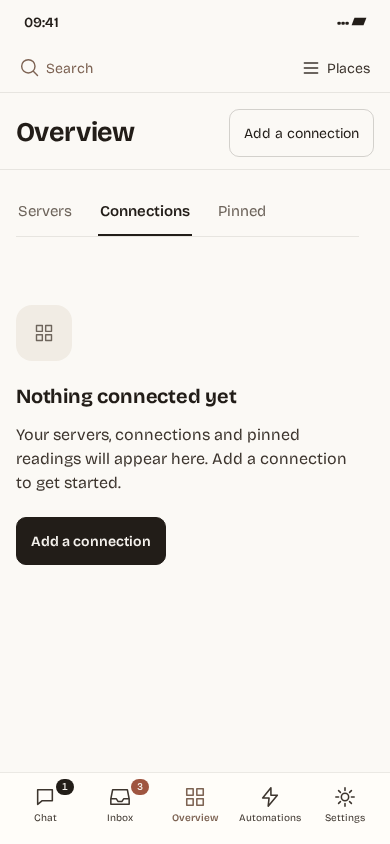 09:41
Search
Places
Overview
Add a connection
Servers
Connections
Pinned
Nothing connected yet
Your servers, connections and pinned
readings will appear here. Add a connection
to get started.
Add a connection
1
3
Chat
Inbox
Overview
Automations
Settings